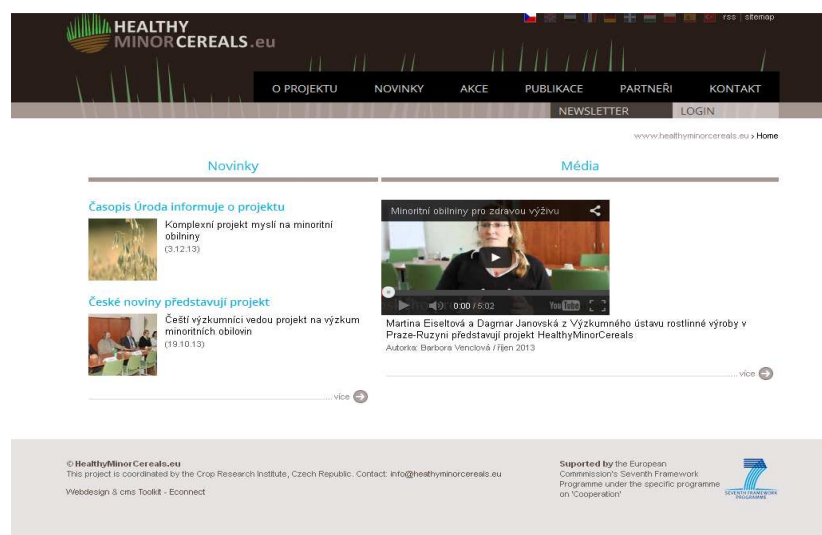 rss | sitemap
HEALTHY
MINORCEREALS.eu
O PROJEKTU NOVINKY AKCE PUBLIKACE PARTNEŘI KONTAKT
NEWSLETTER LOGIN
www.healthyminorcereals.eu › Home
Novinky
Časopis Úroda informuje o projektu
Komplexní projekt myslí na minoritní
obilniny
(3.12.13)
České noviny představují projekt
Čeští výzkumníci vedou projekt na výzkum
minoritních obilovin
(19.10.13)
... více
Média
Minoritní obilniny pro zdravou výživu
0:00 / 5:02
YouTube
Martina Eiseltová a Dagmar Janovská z Výzkumného ústavu rostlinné výroby v
Praze-Ruzyni představují projekt HealthyMinorCereals
Autorka: Barbora Venclová / říjen 2013
... více
© HealthyMinorCereals.eu
This project is coordinated by the Crop Research Institute, Czech Republic. Contact: info@heathyminorcereals.eu
Webdesign & cms Toolkit - Econnect
Suported by the European
Commmission's Seventh Framework
Programme under the specific programme
on 'Cooperation'
SEVENTH FRAMEWORK
PROGRAMME